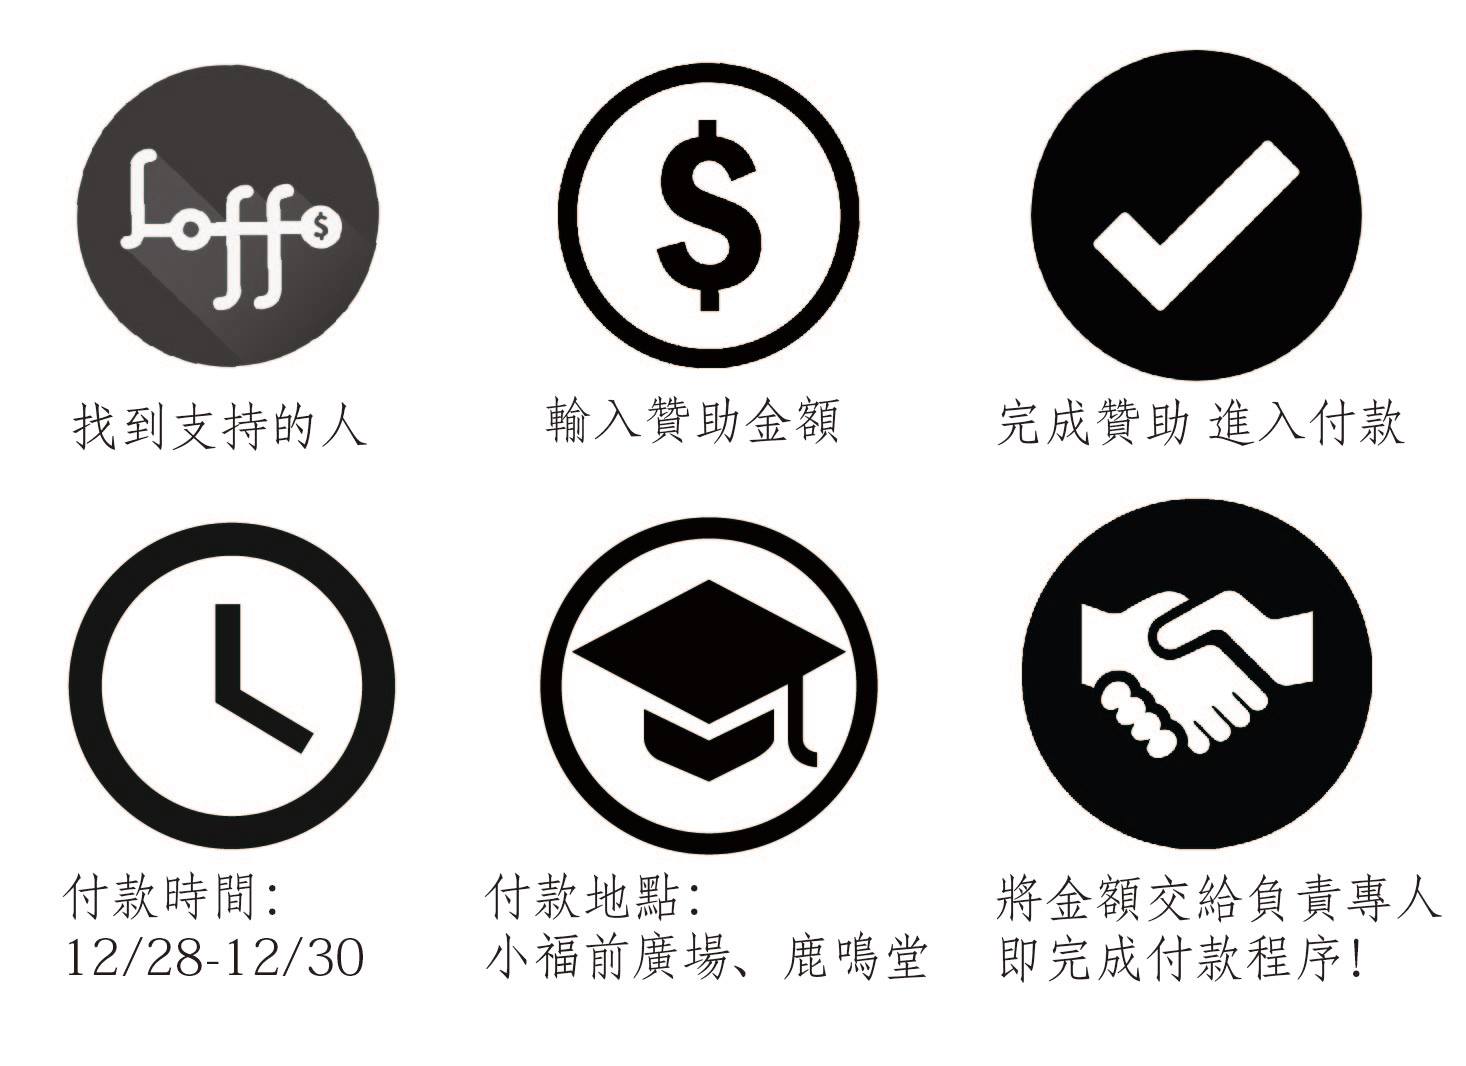 Loffo
$
找到支持的人
輸入贊助金額
完成贊助 進入付款
付款時間：
12/28-12/30
付款地點：
小福前廣場、鹿鳴堂
將金額交給負責專人
即完成付款程序！